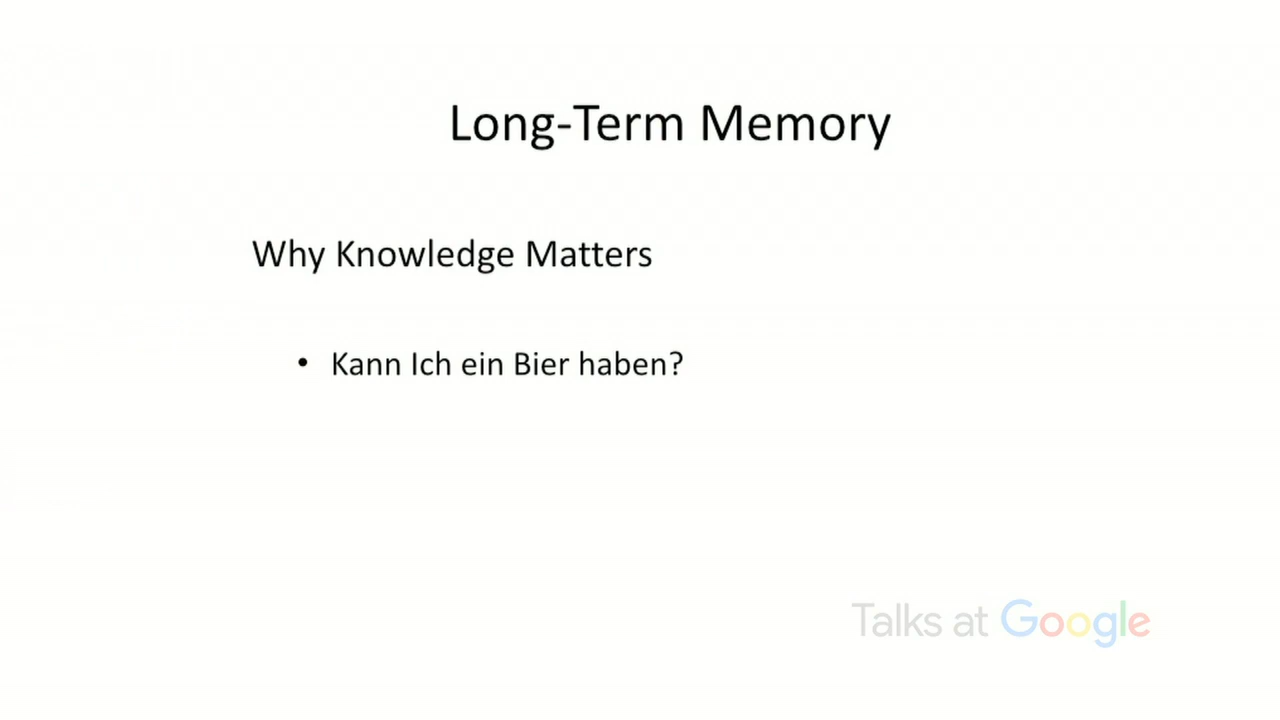 Long-Term Memory
Why Knowledge Matters
• Kann Ich ein Bier haben?
Talks at Google